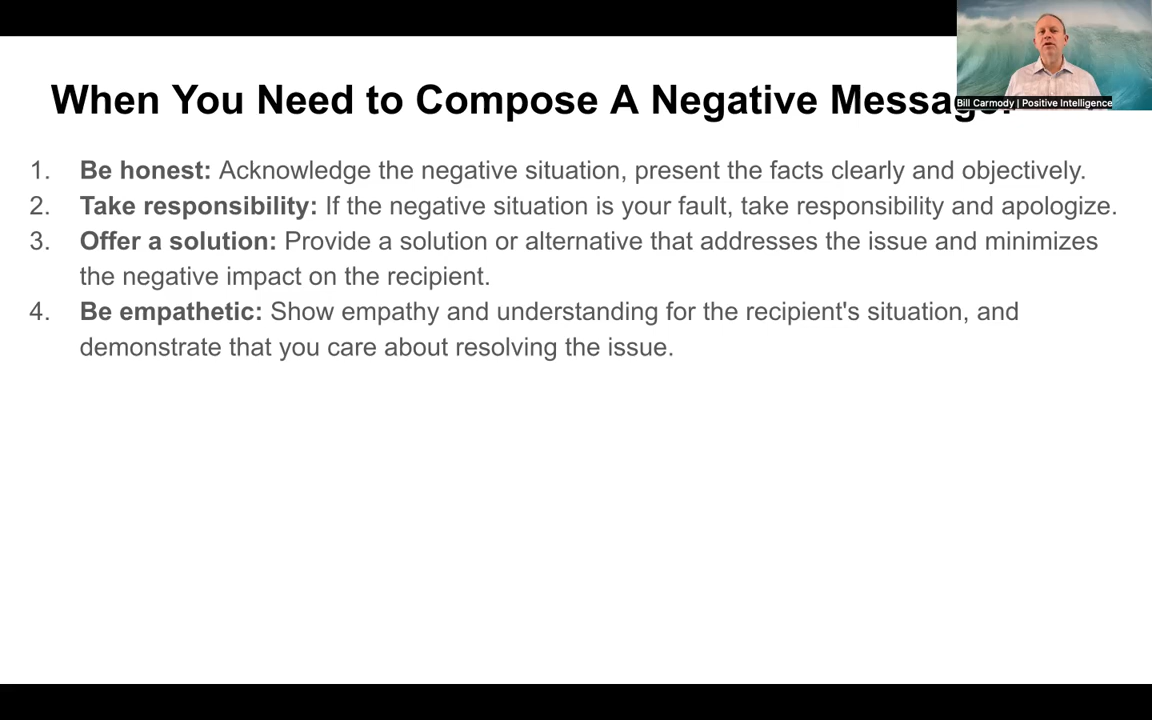 When You Need to Compose A Negative Message:
Bill Carmody | Positive Intelligence
1. Be honest: Acknowledge the negative situation, present the facts clearly and objectively.
2. Take responsibility: If the negative situation is your fault, take responsibility and apologize.
3. Offer a solution: Provide a solution or alternative that addresses the issue and minimizes
the negative impact on the recipient.
4. Be empathetic: Show empathy and understanding for the recipient's situation, and
demonstrate that you care about resolving the issue.